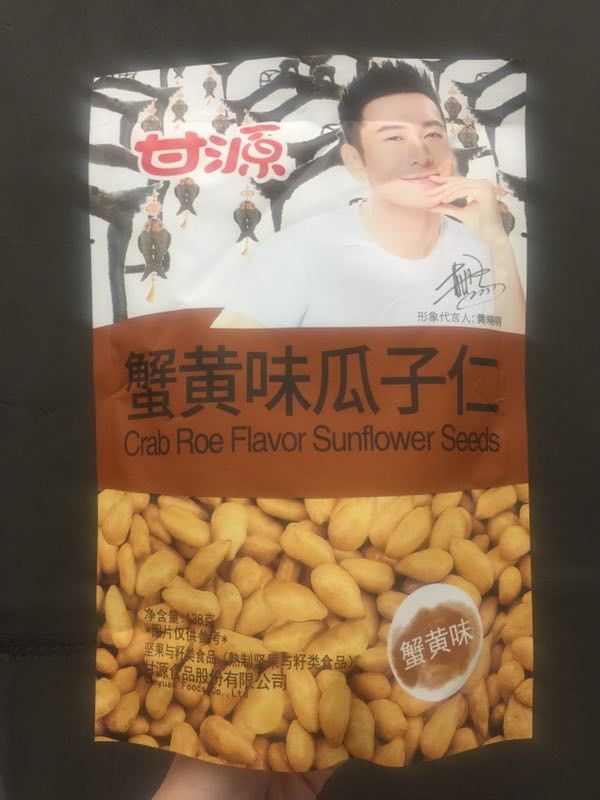 甘源
形象代言人:黄晓明
蟹黄味瓜子仁
Crab Roe Flavor Sunflower Seeds
净含量:138克
*图片仅供参考*
坚果与籽类食品(熟制坚果与籽类食品)
甘源食品股份有限公司
Foods Co.,Ltd
蟹黄味